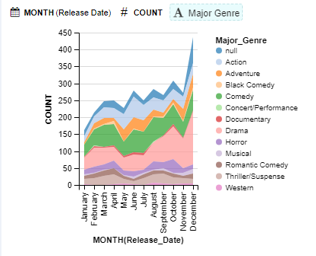 MONTH (Release Date) # COUNT A Major Genre
450
400
350
300
250
200
150
100
50
0
COUNT
January
February
March
April
May
June
July
August
September
October
November
December
MONTH(Release_Date)
Major_Genre
null
Action
Adventure
Black Comedy
Comedy
Concert/Performance
Documentary
Drama
Horror
Musical
Romantic Comedy
Thriller/Suspense
Western